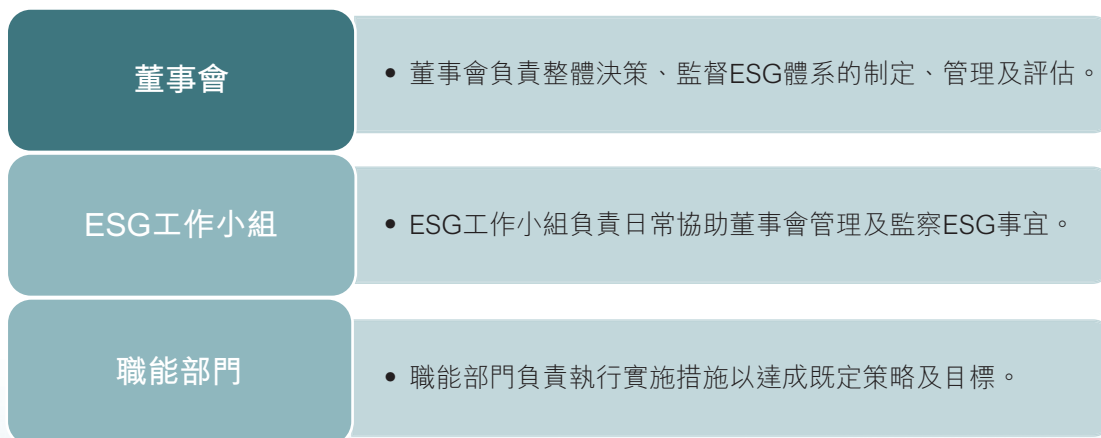 董事會
• 董事會負責整體決策、監督ESG體系的制定、管理及評估。
ESG工作小組
• ESG工作小組負責日常協助董事會管理及監察ESG事宜。
職能部門
• 職能部門負責執行實施措施以達成既定策略及目標。